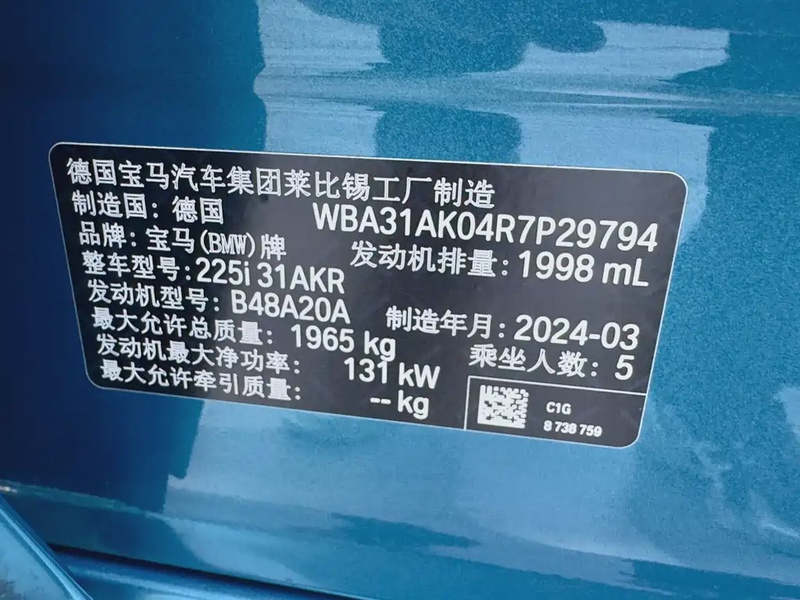 德国宝马汽车集团莱比锡工厂制造
制造国: 德国 WBA31AK04R7P29794
品牌: 宝马(BMW)牌 发动机排量: 1998 mL
整车型号: 225i 31AKR
发动机型号: B48A20A 制造年月: 2024-03
最大允许总质量: 1965 kg 乘坐人数: 5
发动机最大净功率: 131 kW
最大允许牵引质量: -- kg
C1G
8 738 759